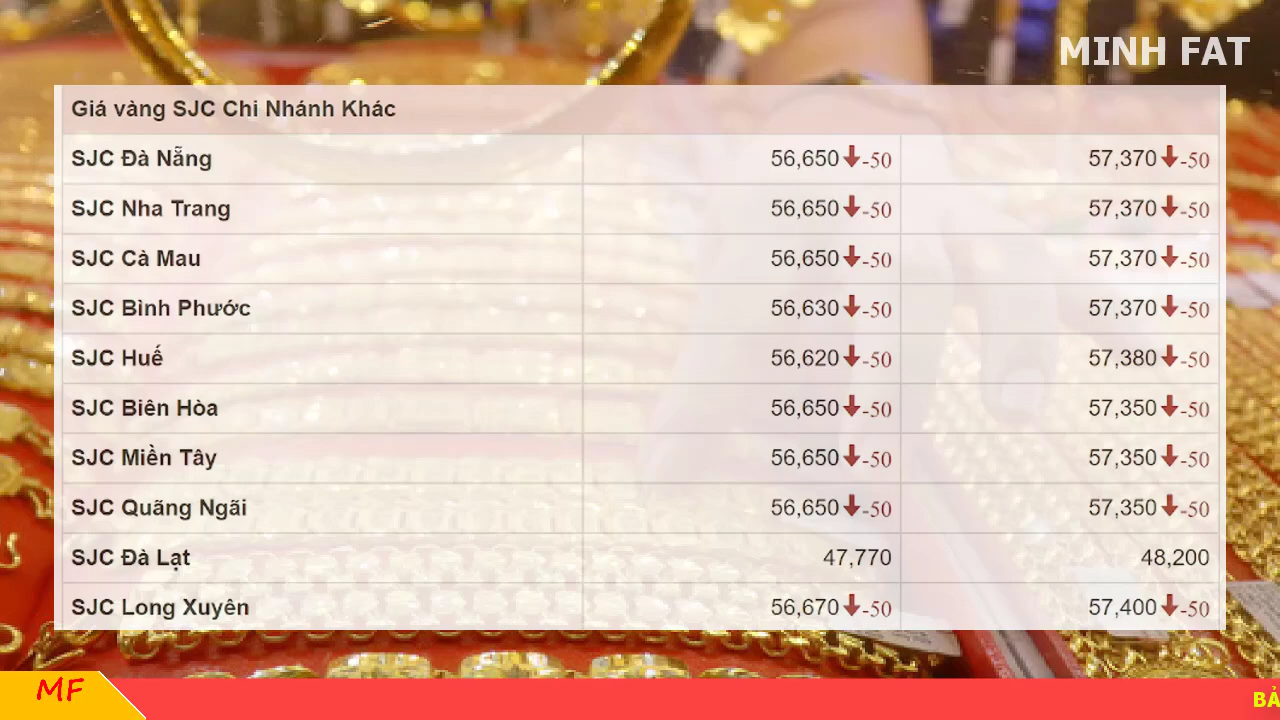 MINH FAT
Giá vàng SJC Chi Nhánh Khác
SJC Đà Nẵng 56,650 -50 57,370 -50
SJC Nha Trang 56,650 -50 57,370 -50
SJC Cà Mau 56,650 -50 57,370 -50
SJC Bình Phước 56,630 -50 57,370 -50
SJC Huế 56,620 -50 57,380 -50
SJC Biên Hòa 56,650 -50 57,350 -50
SJC Miền Tây 56,650 -50 57,350 -50
SJC Quãng Ngãi 56,650 -50 57,350 -50
SJC Đà Lạt 47,770 48,200
SJC Long Xuyên 56,670 -50 57,400 -50
MF
BẢ